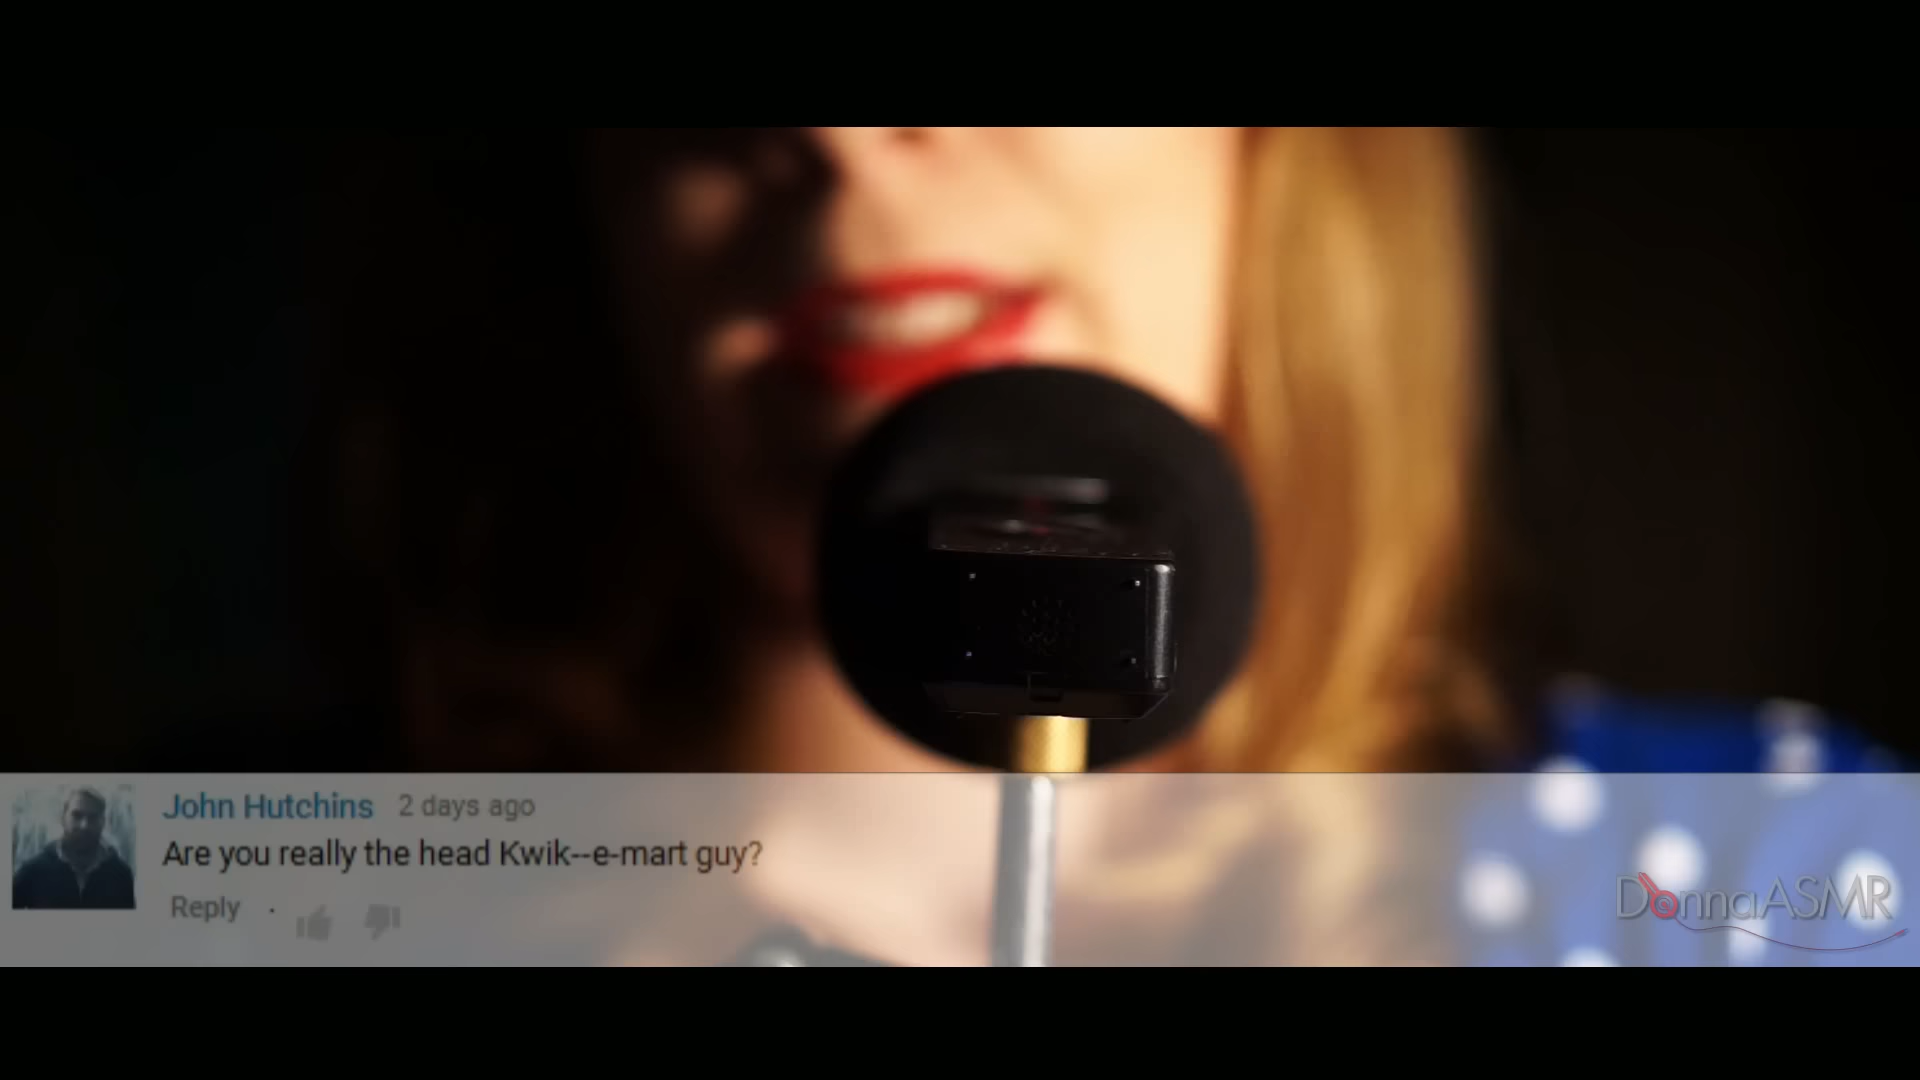 John Hutchins 2 days ago
Are you really the head Kwik--e-mart guy?
Reply ·
DonnaASMR